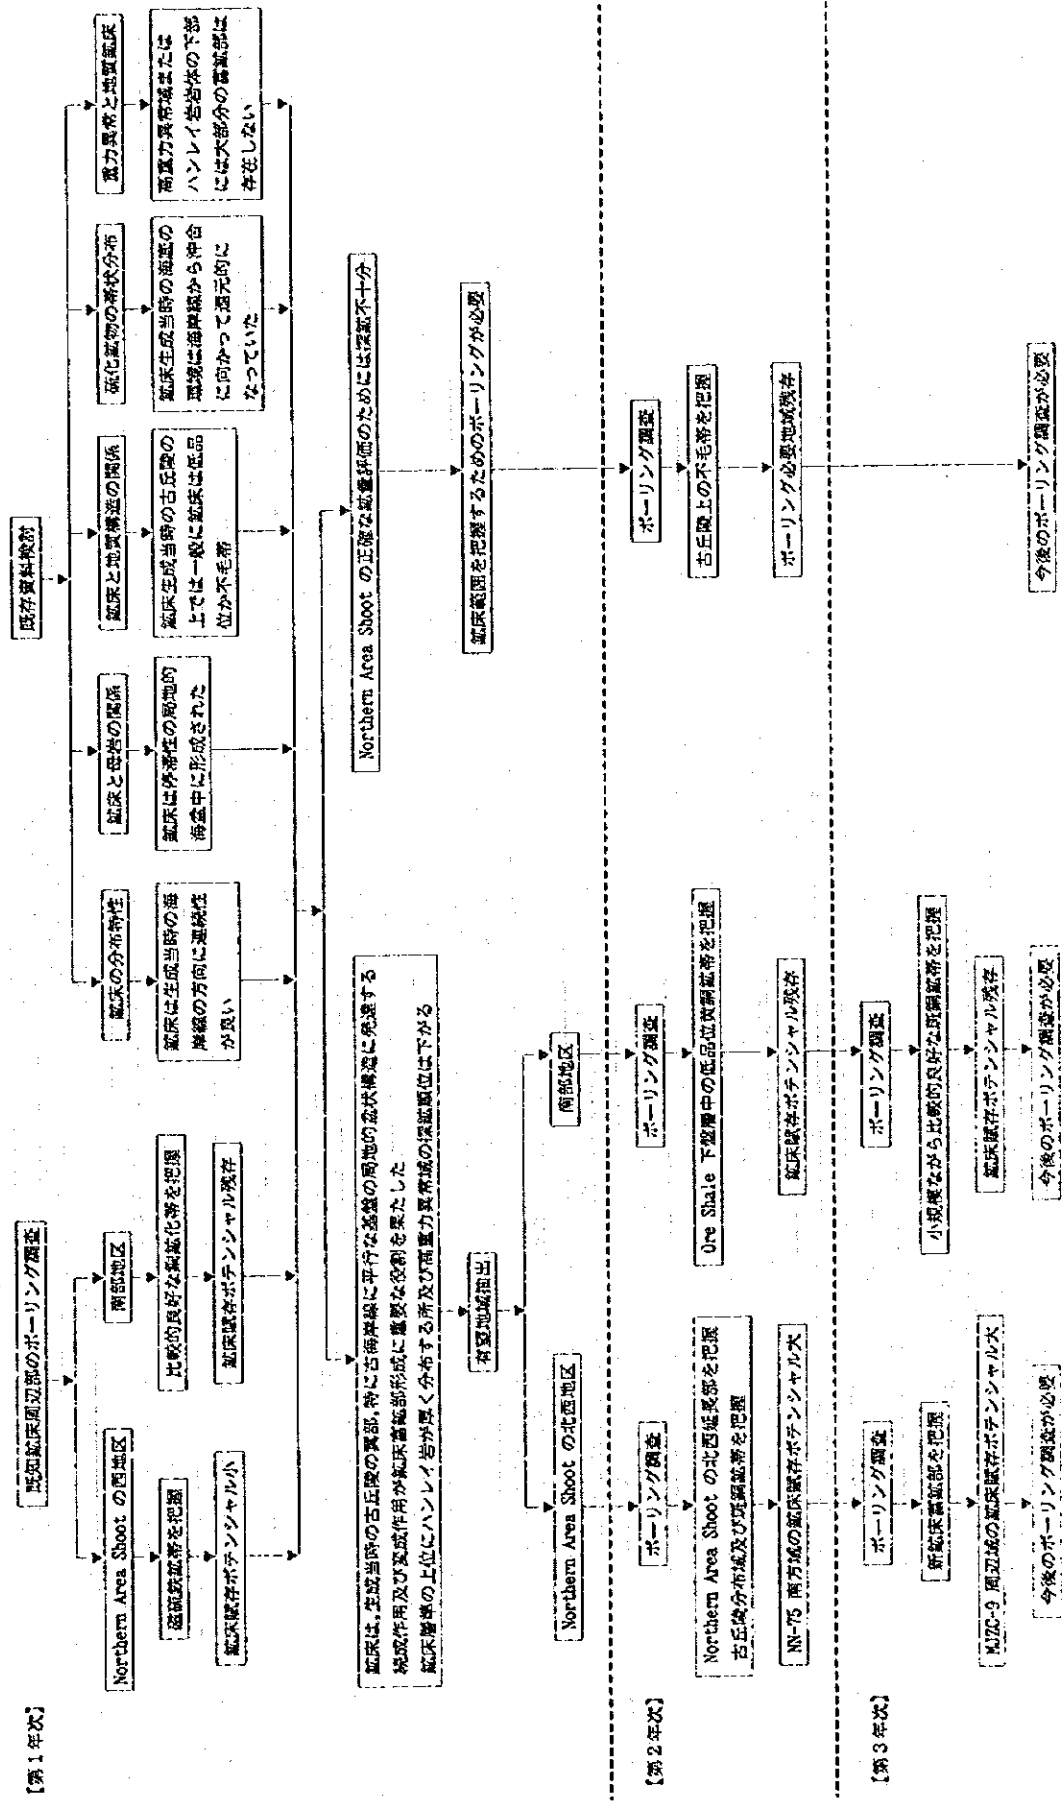 【第１年次】
既知鉱床周辺部のボーリング調査
Northern Area Shoot の西地区
磁硫鉄鉱帯を把握
鉱床賦存ポテンシャル小
南部地区
比較的良好な銅鉱化帯を把握
鉱床賦存ポテンシャル残存
既存資料検討
鉱床の分布特性
鉱床は生成当時の海
岸線の方向に連続性
が良い
鉱床と母岩の関係
鉱床は停滞性の局地的
海盆中に形成された
鉱床と地質構造の関係
鉱床生成当時の古丘陵の
上では一般に鉱床は低品
位か不毛帯
硫化鉱物の帯状分布
鉱床生成当時の海底の
環境は海岸線から沖合
に向かって還元的に
なっていた
重力異常と地質鉱床
高重力異常域または
ハンレイ岩岩体の下部
には大部分の富鉱部は
存在しない
鉱床は、生成当時の古丘陵の翼部、特に古海岸線に平行な基盤の局地的盆状構造に発達する
続成作用及び変成作用が鉱床富鉱部形成に重要な役割を果たした
鉱床層準の上位にハンレイ岩が厚く分布する所及び高重力異常域の探鉱順位は下がる
有望地域抽出
Northern Area Shoot の北西地区
南部地区
Northern Area Shoot の正確な鉱量評価のためには探鉱不十分
鉱床範囲を把握するためのボーリングが必要
【第２年次】
ボーリング調査
Northern Area Shoot の北西延長部を把握
古丘陵分布域及び斑銅鉱帯を把握
NN-75 南方域の鉱床賦存ポテンシャル大
ボーリング調査
Ore Shale 下盤層中の低品位黄銅鉱帯を把握
鉱床賦存ポテンシャル残存
ボーリング調査
古丘陵上の不毛帯を把握
ボーリング必要地域残存
【第３年次】
ボーリング調査
新鉱床富鉱部を把握
MJZC-9 周辺域の鉱床賦存ポテンシャル大
今後のボーリング調査が必要
ボーリング調査
小規模ながら比較的良好な斑銅鉱帯を把握
鉱床賦存ポテンシャル残存
今後のボーリング調査が必要
今後のボーリング調査が必要